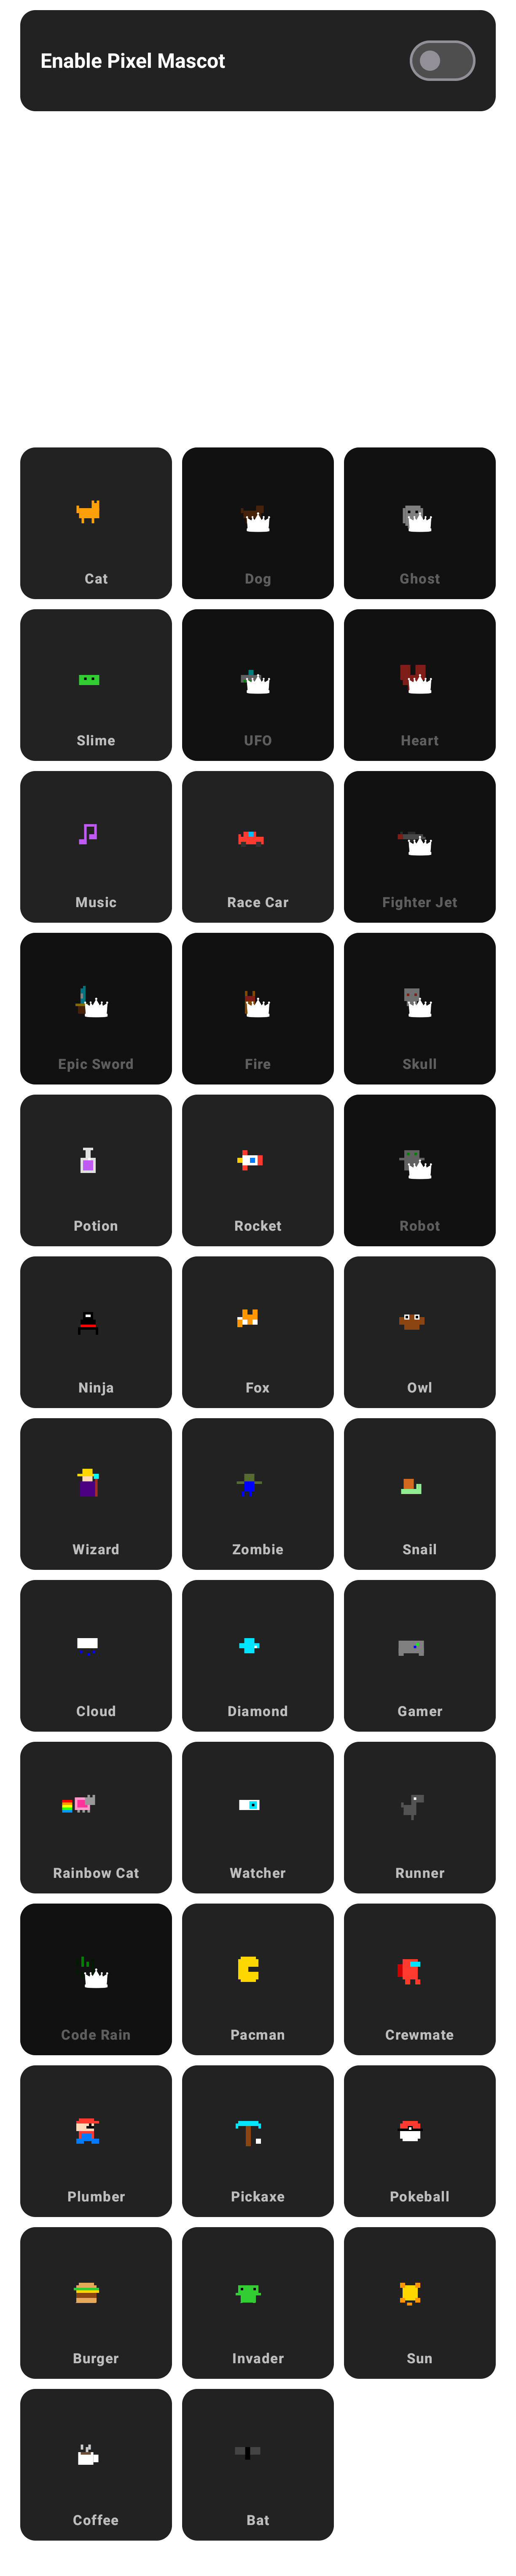 Enable Pixel Mascot
Cat
Dog
Ghost
Slime
UFO
Heart
Music
Race Car
Fighter Jet
Epic Sword
Fire
Skull
Potion
Rocket
Robot
Ninja
Fox
Owl
Wizard
Zombie
Snail
Cloud
Diamond
Gamer
Rainbow Cat
Watcher
Runner
Code Rain
Pacman
Crewmate
Plumber
Pickaxe
Pokeball
Burger
Invader
Sun
Coffee
Bat